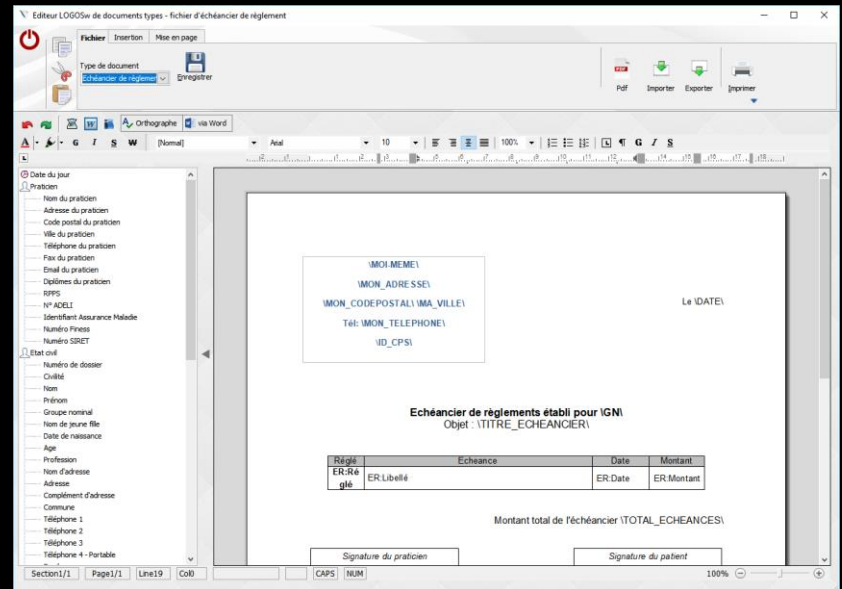 Editeur LOGOSw de documents types - fichier d'échéancier de règlement
Fichier Insertion Mise en page
Type de document
Echéancier de réglemer
Enregistrer
Pdf Importer Exporter Imprimer
Orthographe via Word
A G I S W [Normal] Arial 10 100% ¶ G I S
Date du jour
Praticien
Nom du praticien
Adresse du praticien
Code postal du praticien
Ville du praticien
Téléphone du praticien
Fax du praticien
Email du praticien
Diplômes du praticien
RPPS
N° ADELI
Identifiant Assurance Maladie
Numéro Finess
Numéro SIRET
Etat civil
Numéro de dossier
Civilité
Nom
Prénom
Groupe nominal
Nom de jeune fille
Date de naissance
Age
Profession
Nom d'adresse
Adresse
Complément d'adresse
Commune
Téléphone 1
Téléphone 2
Téléphone 3
Téléphone 4 - Portable
\MOI-MEME\
\MON_ADRESSE\
\MON_CODEPOSTAL\ \MA_VILLE\
Tél: \MON_TELEPHONE\
\ID_CPS\
Le \DATE\
Echéancier de règlements établi pour \GN\
Objet : \TITRE_ECHEANCIER\
Réglé Echeance Date Montant
ER:Ré
glé ER:Libellé ER:Date ER:Montant
Montant total de l'échéancier \TOTAL_ECHEANCES\
Signature du praticien Signature du patient
Section1/1 Page1/1 Line19 Col0 CAPS NUM 100%